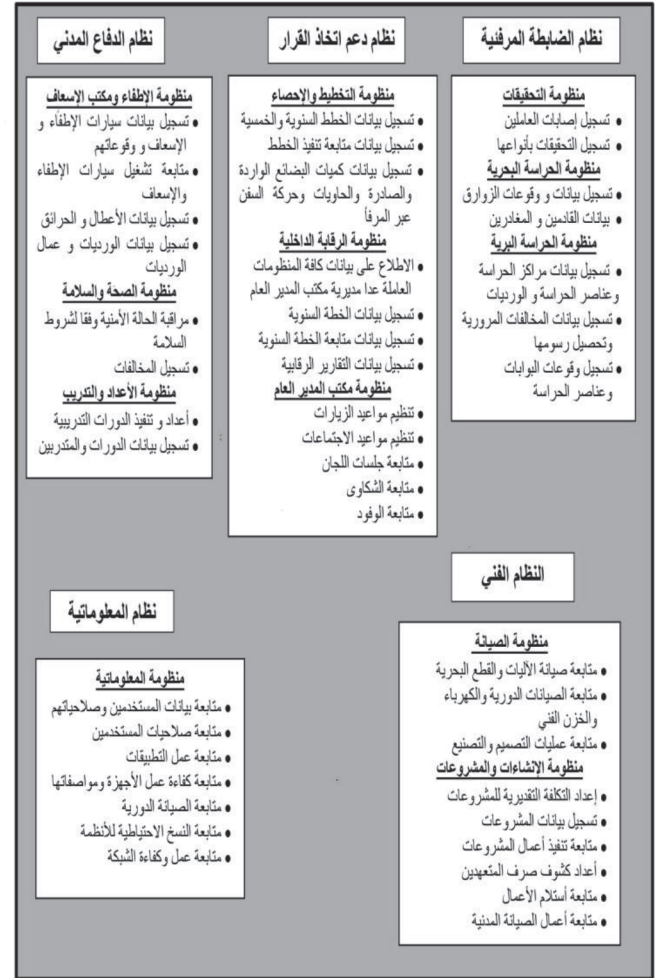 نظام الضابطة المرفئية
منظومة التحقيقات
• تسجيل إصابات العاملين
• تسجيل التحقيقات بأنواعها
منظومة الحراسة البحرية
• تسجيل بيانات و وقوعات الزوارق
• بيانات القادمين و المغادرين
منظومة الحراسة البرية
• تسجيل بيانات مراكز الحراسة
وعناصر الحراسة و الورديات
• تسجيل بيانات المخالفات المرورية
وتحصيل رسومها
• تسجيل وقوعات البوابات
وعناصر الحراسة
نظام دعم اتخاذ القرار
منظومة التخطيط والإحصاء
• تسجيل بيانات الخطط السنوية والخمسية
• تسجيل بيانات متابعة تنفيذ الخطط
• تسجيل بيانات كميات البضائع الواردة
والصادرة والحاويات وحركة السفن
عبر المرفأ
منظومة الرقابة الداخلية
• الاطلاع على بيانات كافة المنظومات
العاملة عدا مديرية مكتب المدير العام
• تسجيل بيانات الخطة السنوية
• تسجيل بيانات متابعة الخطة السنوية
• تسجيل بيانات التقارير الرقابية
منظومة مكتب المدير العام
• تنظيم مواعيد الزيارات
• تنظيم مواعيد الاجتماعات
• متابعة جلسات اللجان
• متابعة الشكاوى
• متابعة الوفود
نظام الدفاع المدني
منظومة الإطفاء ومكتب الإسعاف
• تسجيل بيانات سيارات الإطفاء و
الإسعاف و وقوعاتهم
• متابعة تشغيل سيارات الإطفاء
والإسعاف
• تسجيل بيانات الأعطال و الحرائق
• تسجيل بيانات الورديات و عمال
الورديات
منظومة الصحة والسلامة
• مراقبة الحالة الأمنية وفقا لشروط
السلامة
• تسجيل المخالفات
منظومة الأعداد والتدريب
• أعداد و تنفيذ الدورات التدريبية
• تسجيل بيانات الدورات والمتدربين
النظام الفني
منظومة الصيانة
• متابعة صيانة الأليات والقطع البحرية
• متابعة الصيانات الدورية والكهرباء
والخزن الفني
• متابعة عمليات التصميم والتصنيع
منظومة الإنشاءات والمشروعات
• إعداد التكلفة التقديرية للمشروعات
• تسجيل بيانات المشروعات
• متابعة تنفيذ أعمال المشروعات
• أعداد كشوف صرف المتعهدين
• متابعة أستلام الأعمال
• متابعة أعمال الصيانة المدنية
نظام المعلوماتية
منظومة المعلوماتية
• متابعة بيانات المستخدمين وصلاحياتهم
• متابعة صلاحيات المستخدمين
• متابعة عمل التطبيقات
• متابعة كفاءة عمل الأجهزة ومواصفاتها
• متابعة الصيانة الدورية
• متابعة النسخ الاحتياطية للأنظمة
• متابعة عمل وكفاءة الشبكة